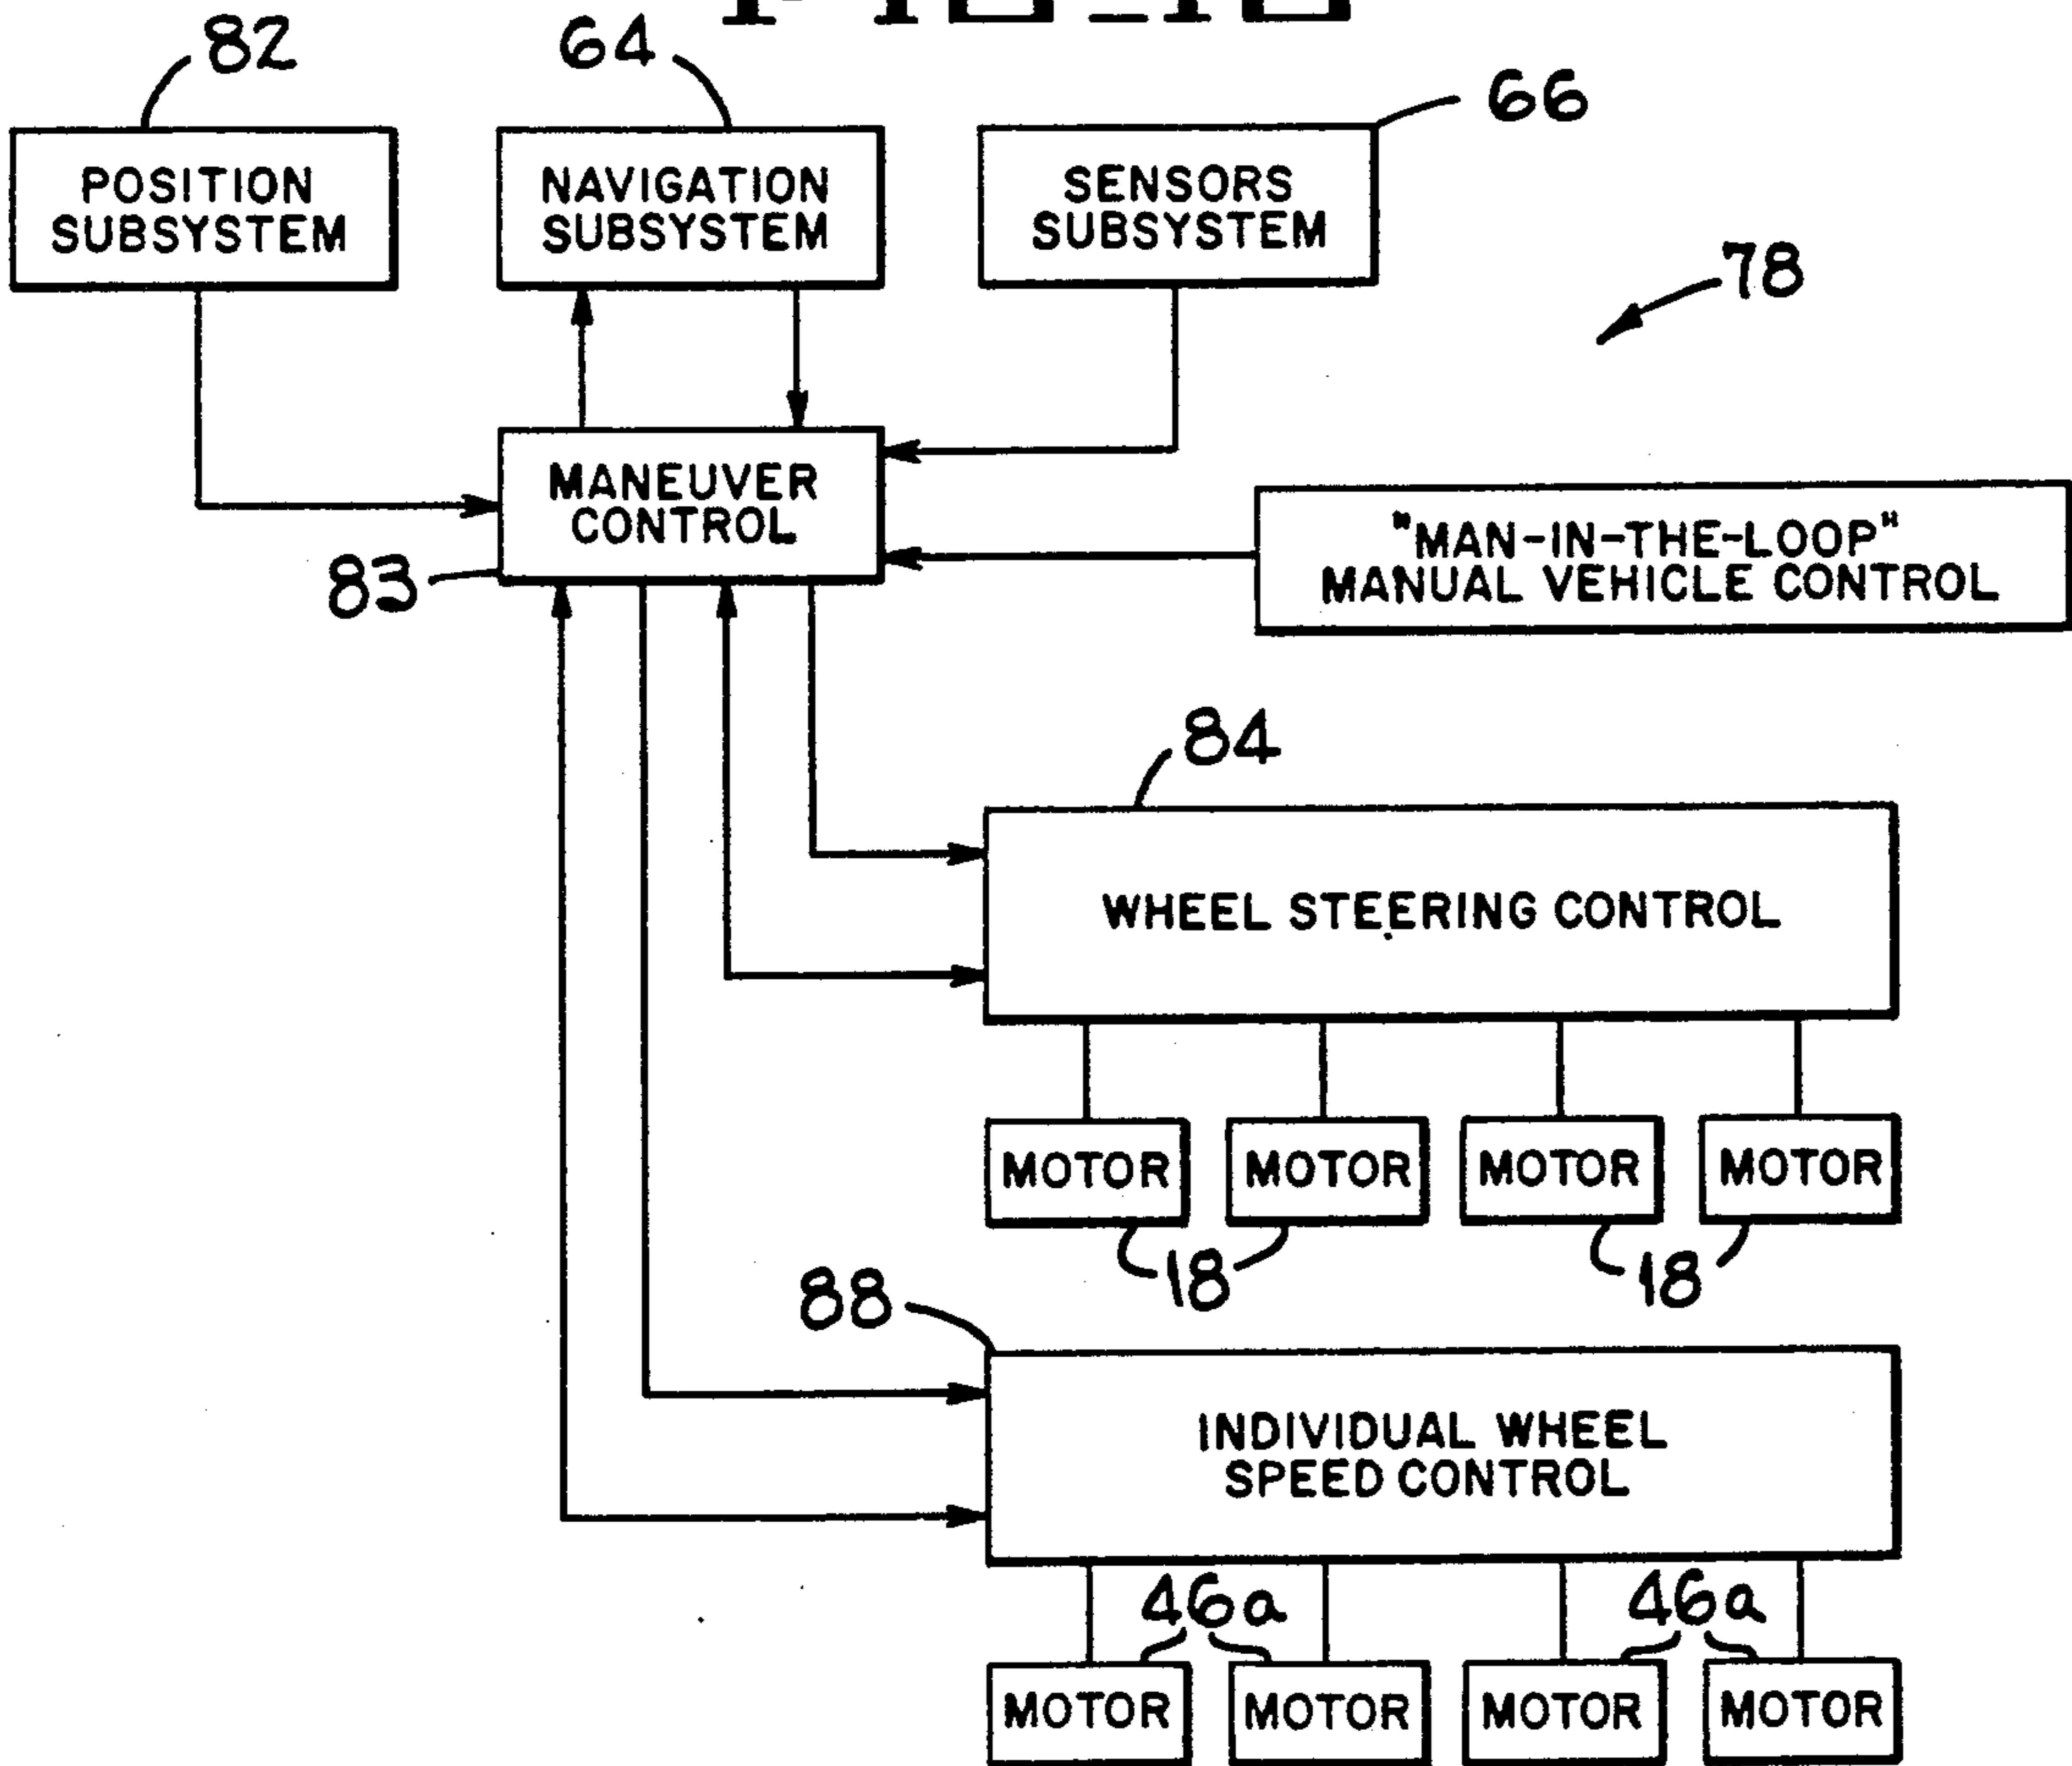 82
64
66
POSITION
SUBSYSTEM
NAVIGATION
SUBSYSTEM
SENSORS
SUBSYSTEM
78
MANEUVER
CONTROL
83
"MAN-IN-THE-LOOP"
MANUAL VEHICLE CONTROL
84
WHEEL STEERING CONTROL
MOTOR MOTOR MOTOR MOTOR
18 18
88
INDIVIDUAL WHEEL
SPEED CONTROL
46a 46a
MOTOR MOTOR MOTOR MOTOR